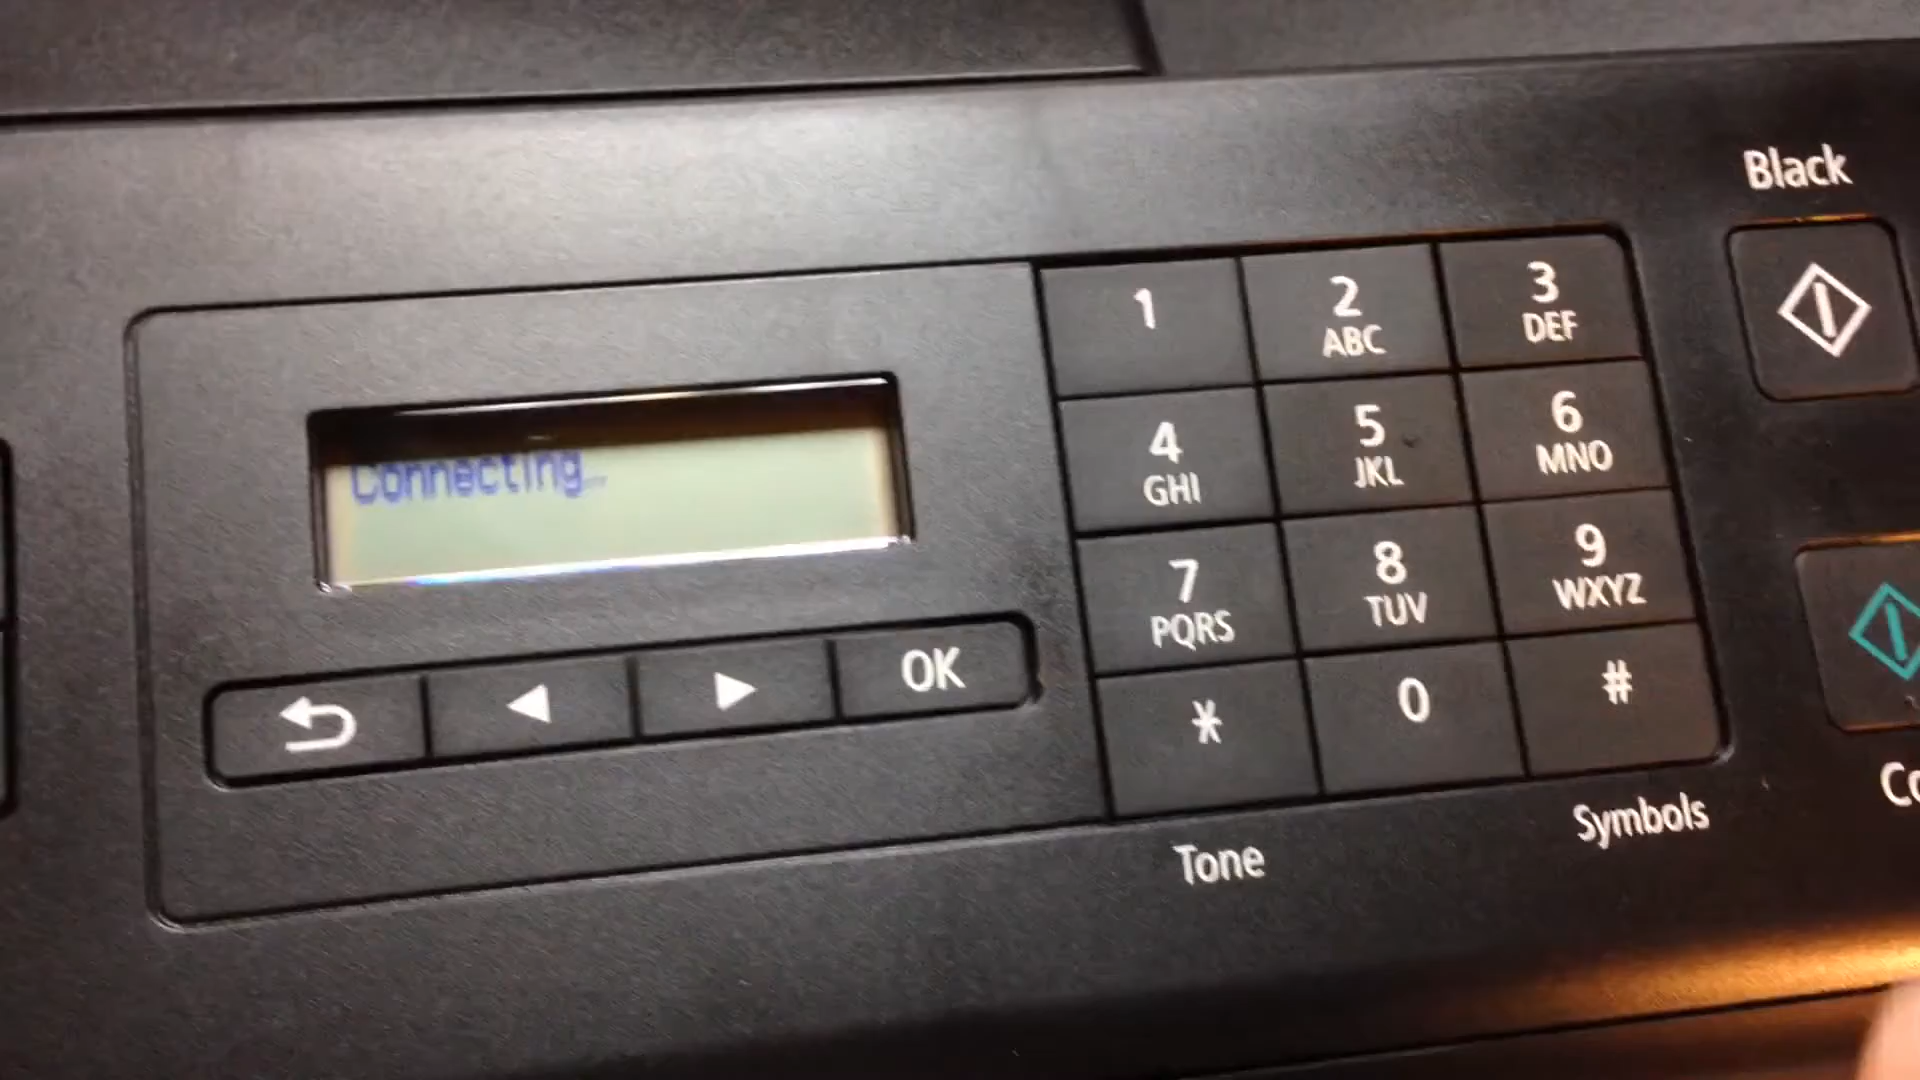 Black
Connecting...
1
2
ABC
3
DEF
4
GHI
5
JKL
6
MNO
7
PQRS
8
TUV
9
WXYZ
*
0
#
OK
Tone
Symbols
Co